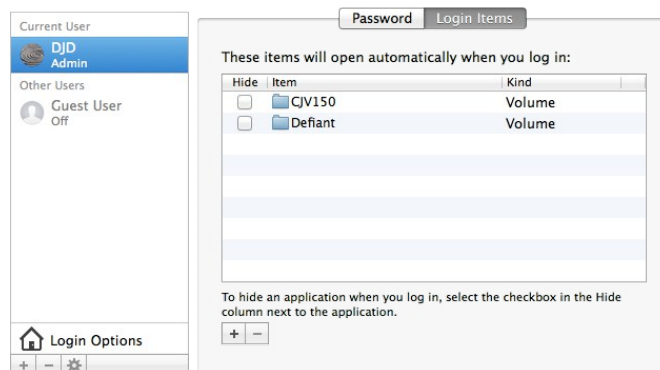 Current User
DJD
Admin
Other Users
Guest User
Off
Login Options
Password Login Items
These items will open automatically when you log in:
Hide Item Kind
CJV150 Volume
Defiant Volume
To hide an application when you log in, select the checkbox in the Hide
column next to the application.